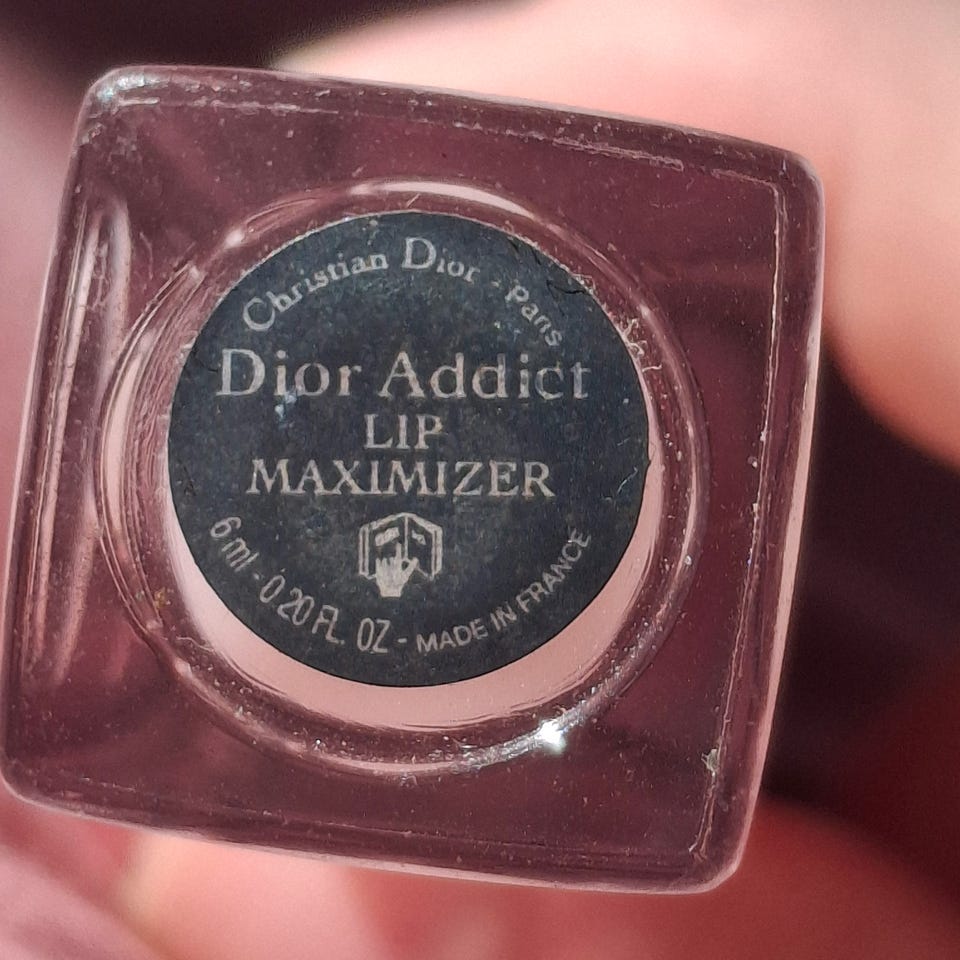 Christian Dior - Paris
Dior Addict
LIP
MAXIMIZER
6 ml - 0.20 FL. OZ - MADE IN FRANCE